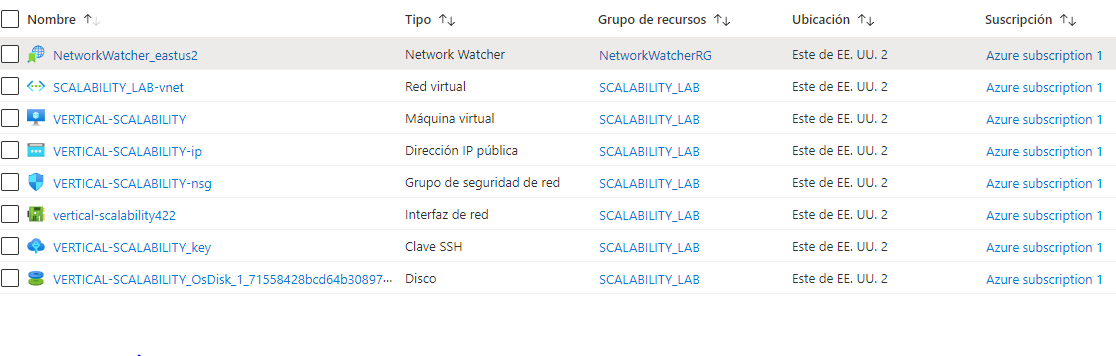 Nombre ↑↓ Tipo ↑↓ Grupo de recursos ↑↓ Ubicación ↑↓ Suscripción ↑↓
NetworkWatcher_eastus2 Network Watcher NetworkWatcherRG Este de EE. UU. 2 Azure subscription 1
SCALABILITY_LAB-vnet Red virtual SCALABILITY_LAB Este de EE. UU. 2 Azure subscription 1
VERTICAL-SCALABILITY Máquina virtual SCALABILITY_LAB Este de EE. UU. 2 Azure subscription 1
VERTICAL-SCALABILITY-ip Dirección IP pública SCALABILITY_LAB Este de EE. UU. 2 Azure subscription 1
VERTICAL-SCALABILITY-nsg Grupo de seguridad de red SCALABILITY_LAB Este de EE. UU. 2 Azure subscription 1
vertical-scalability422 Interfaz de red SCALABILITY_LAB Este de EE. UU. 2 Azure subscription 1
VERTICAL-SCALABILITY_key Clave SSH SCALABILITY_LAB Este de EE. UU. 2 Azure subscription 1
VERTICAL-SCALABILITY_OsDisk_1_71558428bcd64b30897... Disco SCALABILITY_LAB Este de EE. UU. 2 Azure subscription 1